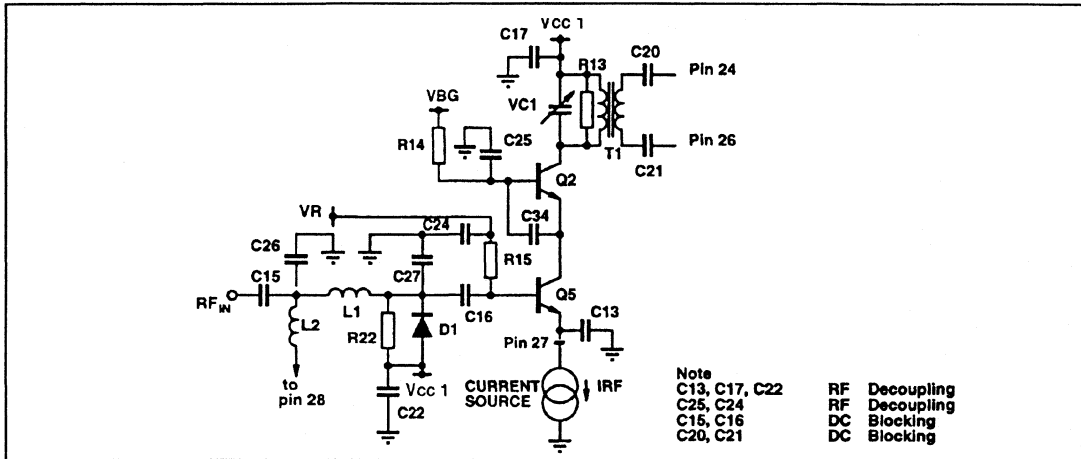 VCC 1
C17
R13
C20
Pin 24
VC1
VBG
R14
C25
Q2
T1
C21
Pin 26
VR
C24
C34
C26
R15
C15
C27
RF IN
L1
C16
Q5
C13
L2
R22
D1
Pin 27
to
pin 28
VCC 1
C22
CURRENT
SOURCE
IRF
Note
C13, C17, C22 RF Decoupling
C25, C24 RF Decoupling
C15, C16 DC Blocking
C20, C21 DC Blocking